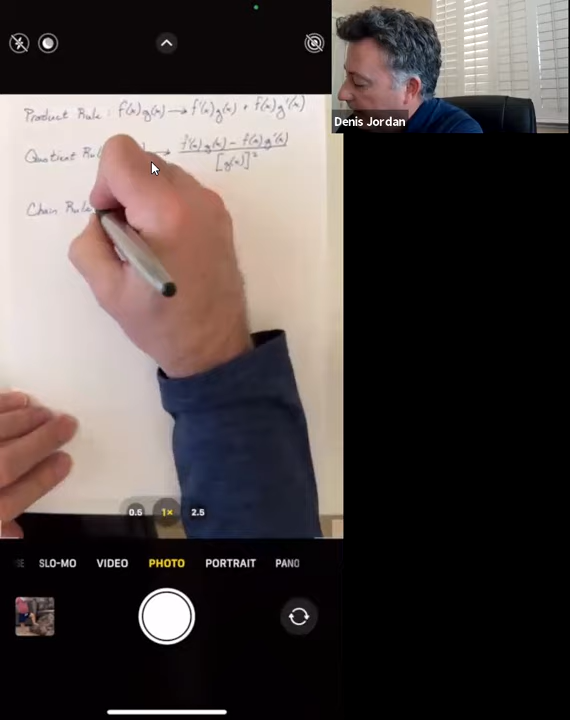 Denis Jordan
Product Rule: f(x)g(x) → f'(x)g(x) + f(x)g'(x)
Quotient Rul → f'(x)g(x) - f(x)g'(x)
[g(x)]²
Chain Rule
0.5 1× 2.5
SLO-MO VIDEO PHOTO PORTRAIT PANO